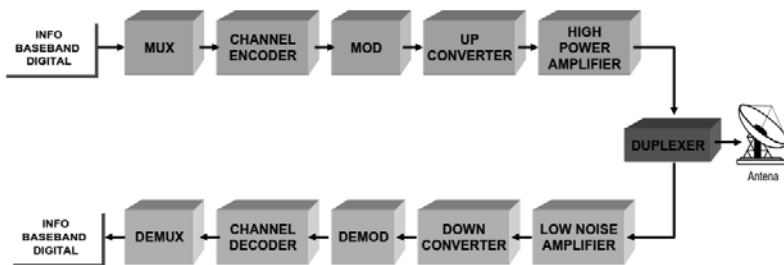 INFO
BASEBAND
DIGITAL
MUX
CHANNEL
ENCODER
MOD
UP
CONVERTER
HIGH
POWER
AMPLIFIER
DUPLEXER
Antena
INFO
BASEBAND
DIGITAL
DEMUX
CHANNEL
DECODER
DEMOD
DOWN
CONVERTER
LOW NOISE
AMPLIFIER